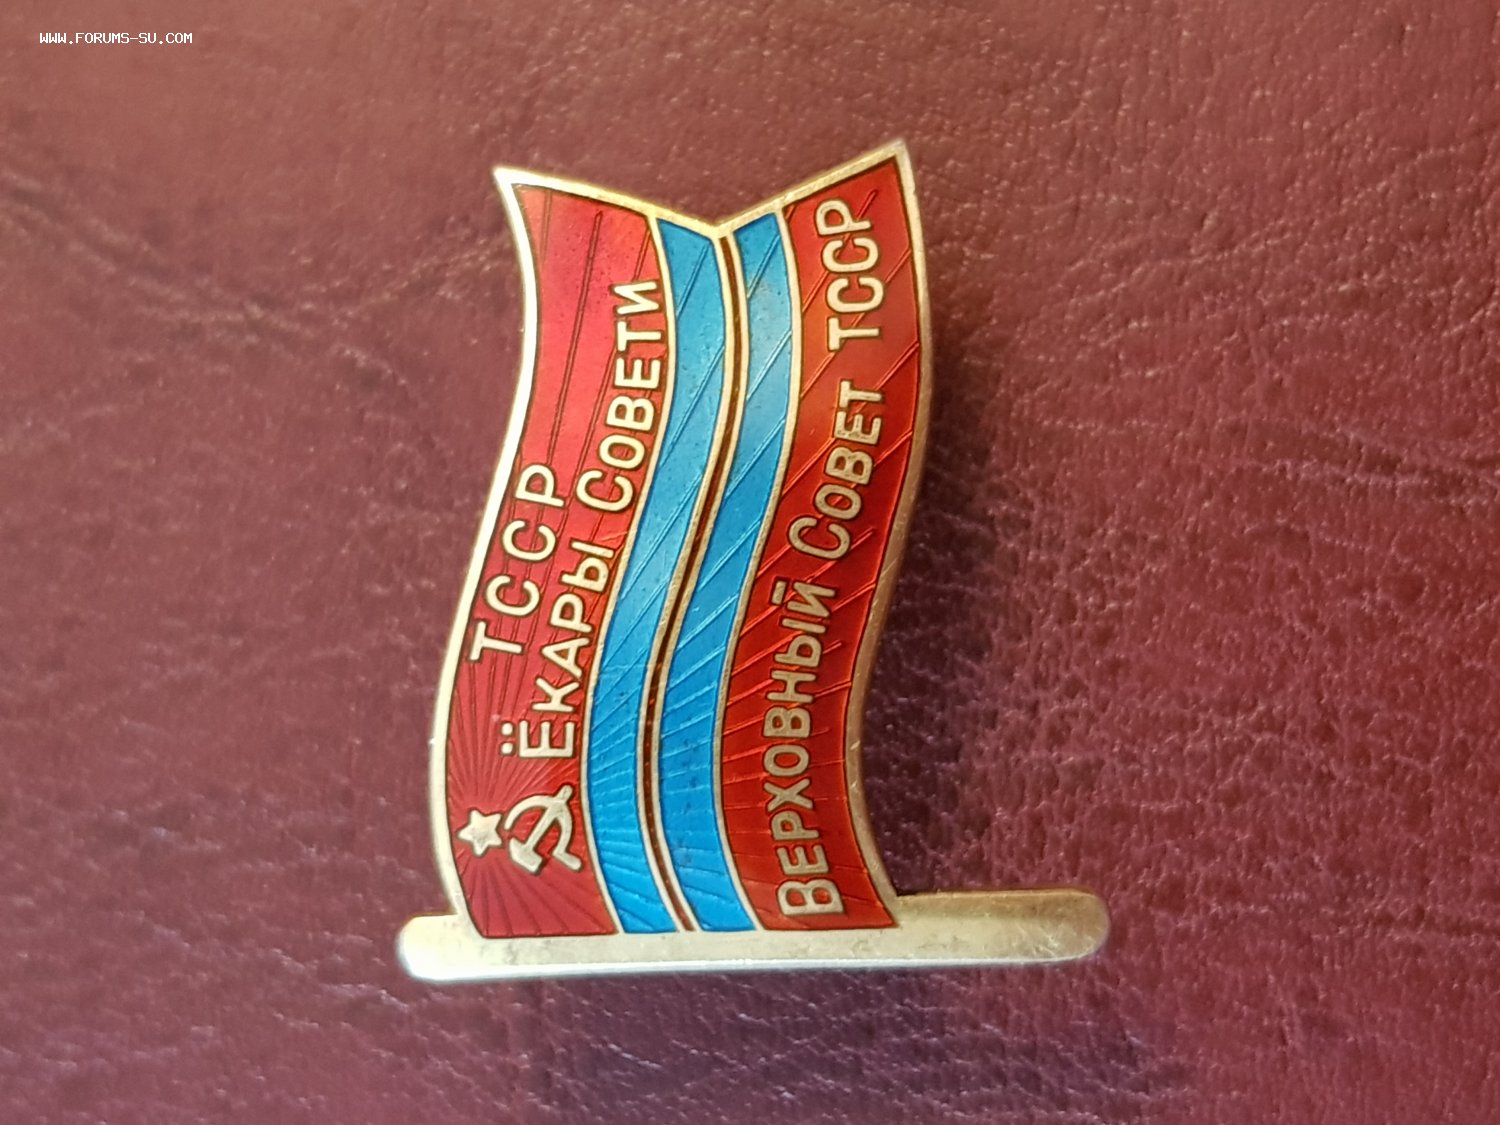 WWW.FORUMS-SU.COM
ТССР
ЁКАРЫ СОВЕТИ
ВЕРХОВНЫЙ СОВЕТ ТССР